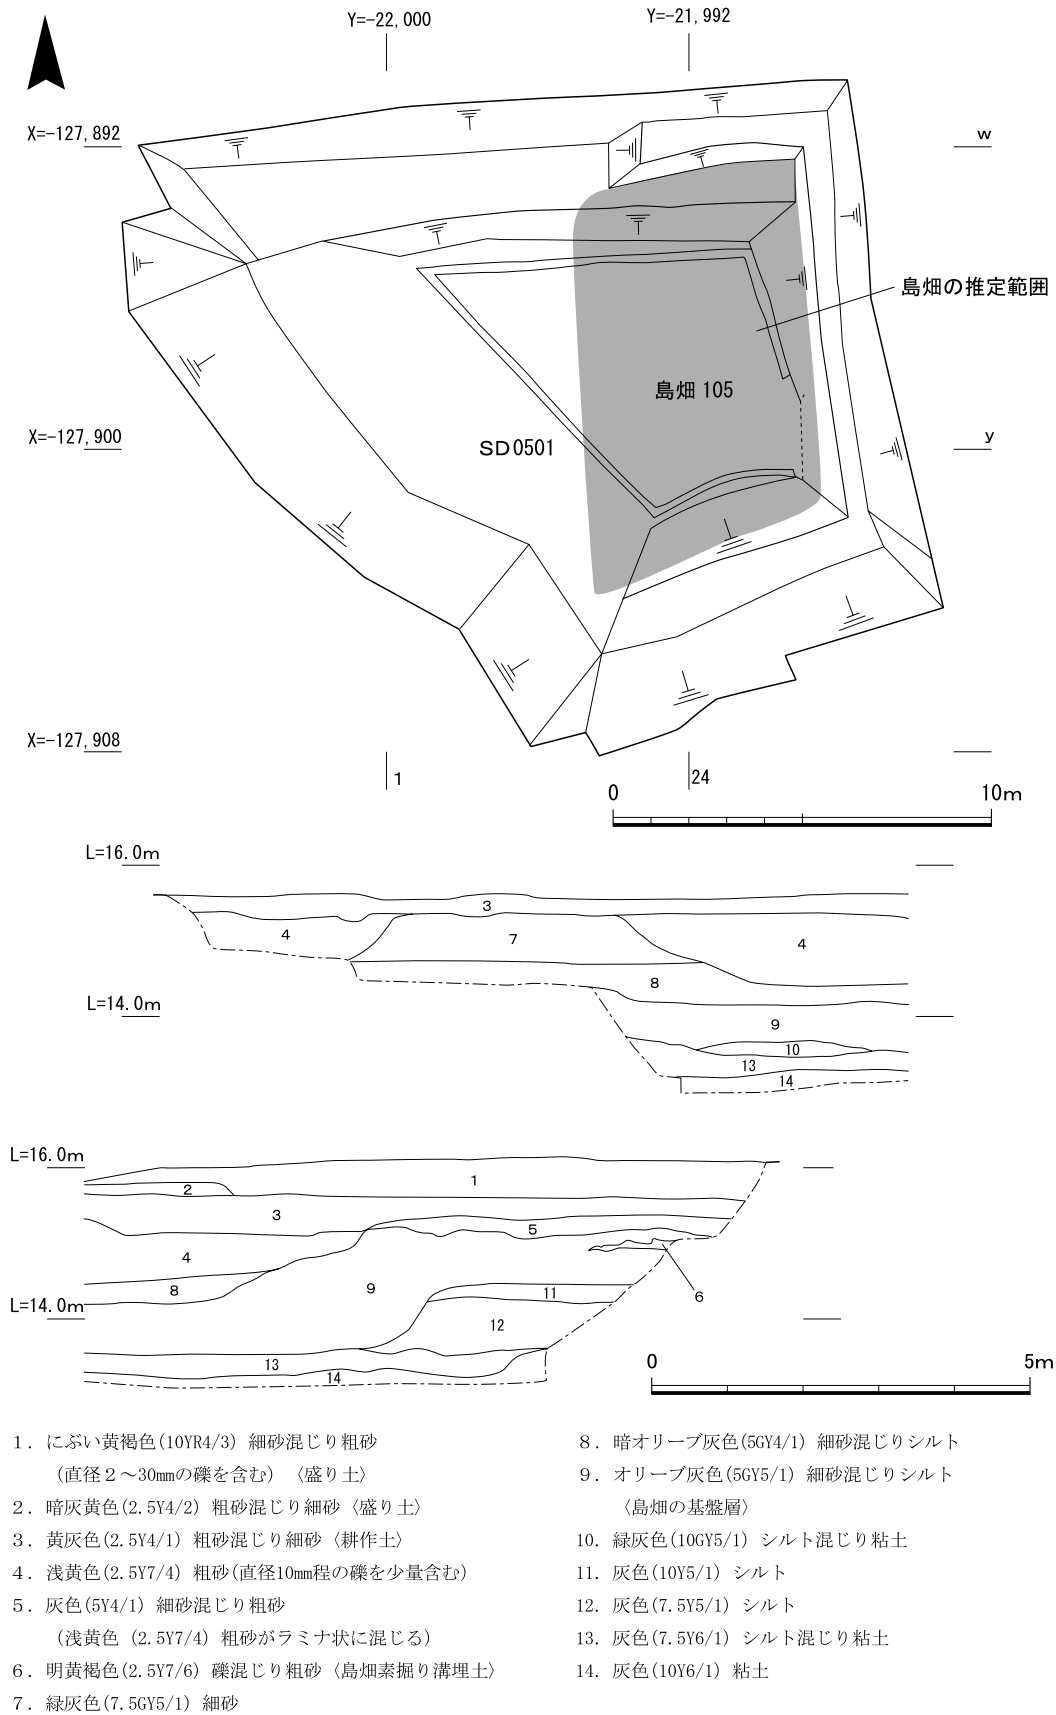 Y=-22,000
Y=-21,992
X=-127,892
w
島畑の推定範囲
島畑 105
X=-127,900
SD0501
y
X=-127,908
1
24
0
10m
L=16.0m
3
4
7
4
8
L=14.0m
9
10
13
14
L=16.0m
1
2
3
5
4
8
9
11
6
L=14.0m
12
13
14
0
5m
1. にぶい黄褐色(10YR4/3) 細砂混じり粗砂
(直径2～30mmの礫を含む) 〈盛り土〉
2. 暗灰黄色(2.5Y4/2) 粗砂混じり細砂〈盛り土〉
3. 黄灰色(2.5Y4/1) 粗砂混じり細砂〈耕作土〉
4. 浅黄色(2.5Y7/4) 粗砂(直径10mm程の礫を少量含む)
5. 灰色(5Y4/1) 細砂混じり粗砂
(浅黄色 (2.5Y7/4) 粗砂がラミナ状に混じる)
6. 明黄褐色(2.5Y7/6) 礫混じり粗砂〈島畑素掘り溝埋土〉
7. 緑灰色(7.5GY5/1) 細砂
8. 暗オリーブ灰色(5GY4/1) 細砂混じりシルト
9. オリーブ灰色(5GY5/1) 細砂混じりシルト
〈島畑の基盤層〉
10. 緑灰色(10GY5/1) シルト混じり粘土
11. 灰色(10Y5/1) シルト
12. 灰色(7.5Y5/1) シルト
13. 灰色(7.5Y6/1) シルト混じり粘土
14. 灰色(10Y6/1) 粘土